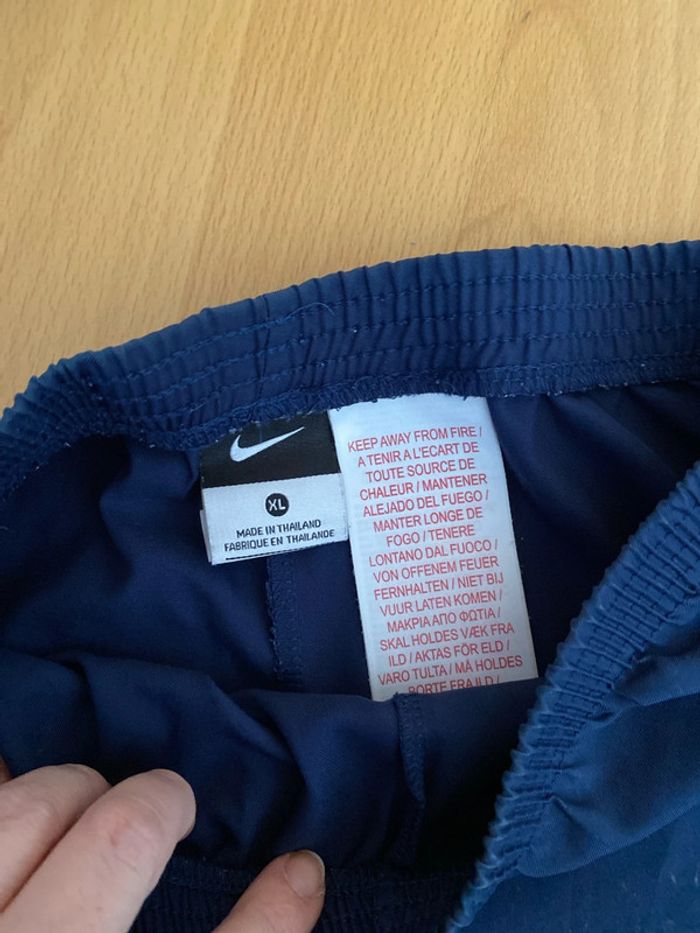 XL
MADE IN THAILAND
FABRIQUE EN THAILANDE
KEEP AWAY FROM FIRE /
A TENIR A L'ECART DE
TOUTE SOURCE DE
CHALEUR / MANTENER
ALEJADO DEL FUEGO /
MANTER LONGE DE
FOGO / TENERE
LONTANO DAL FUOCO /
VON OFFENEM FEUER
FERNHALTEN / NIET BIJ
VUUR LATEN KOMEN /
ΜΑΚΡΙΑ ΑΠΟ ΦΩΤΙΑ /
SKAL HOLDES VÆK FRA
ILD / AKTAS FÖR ELD /
VARO TULTA / MÅ HOLDES
BORTE FRA ILD /